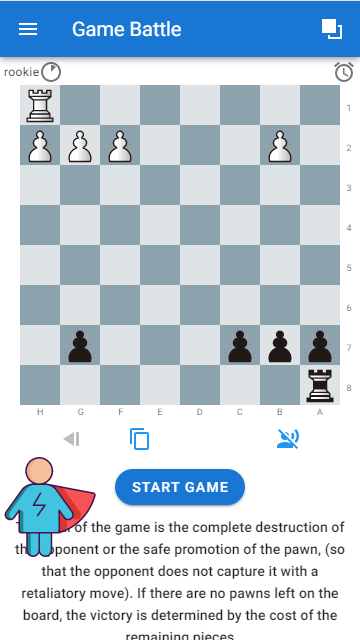 Game Battle
rookie
1
2
3
4
5
6
7
8
H G F E D C B A
START GAME
of the game is the complete destruction of
opponent or the safe promotion of the pawn, (so
that the opponent does not capture it with a
retaliatory move). If there are no pawns left on the
board, the victory is determined by the cost of the
remaining pieces